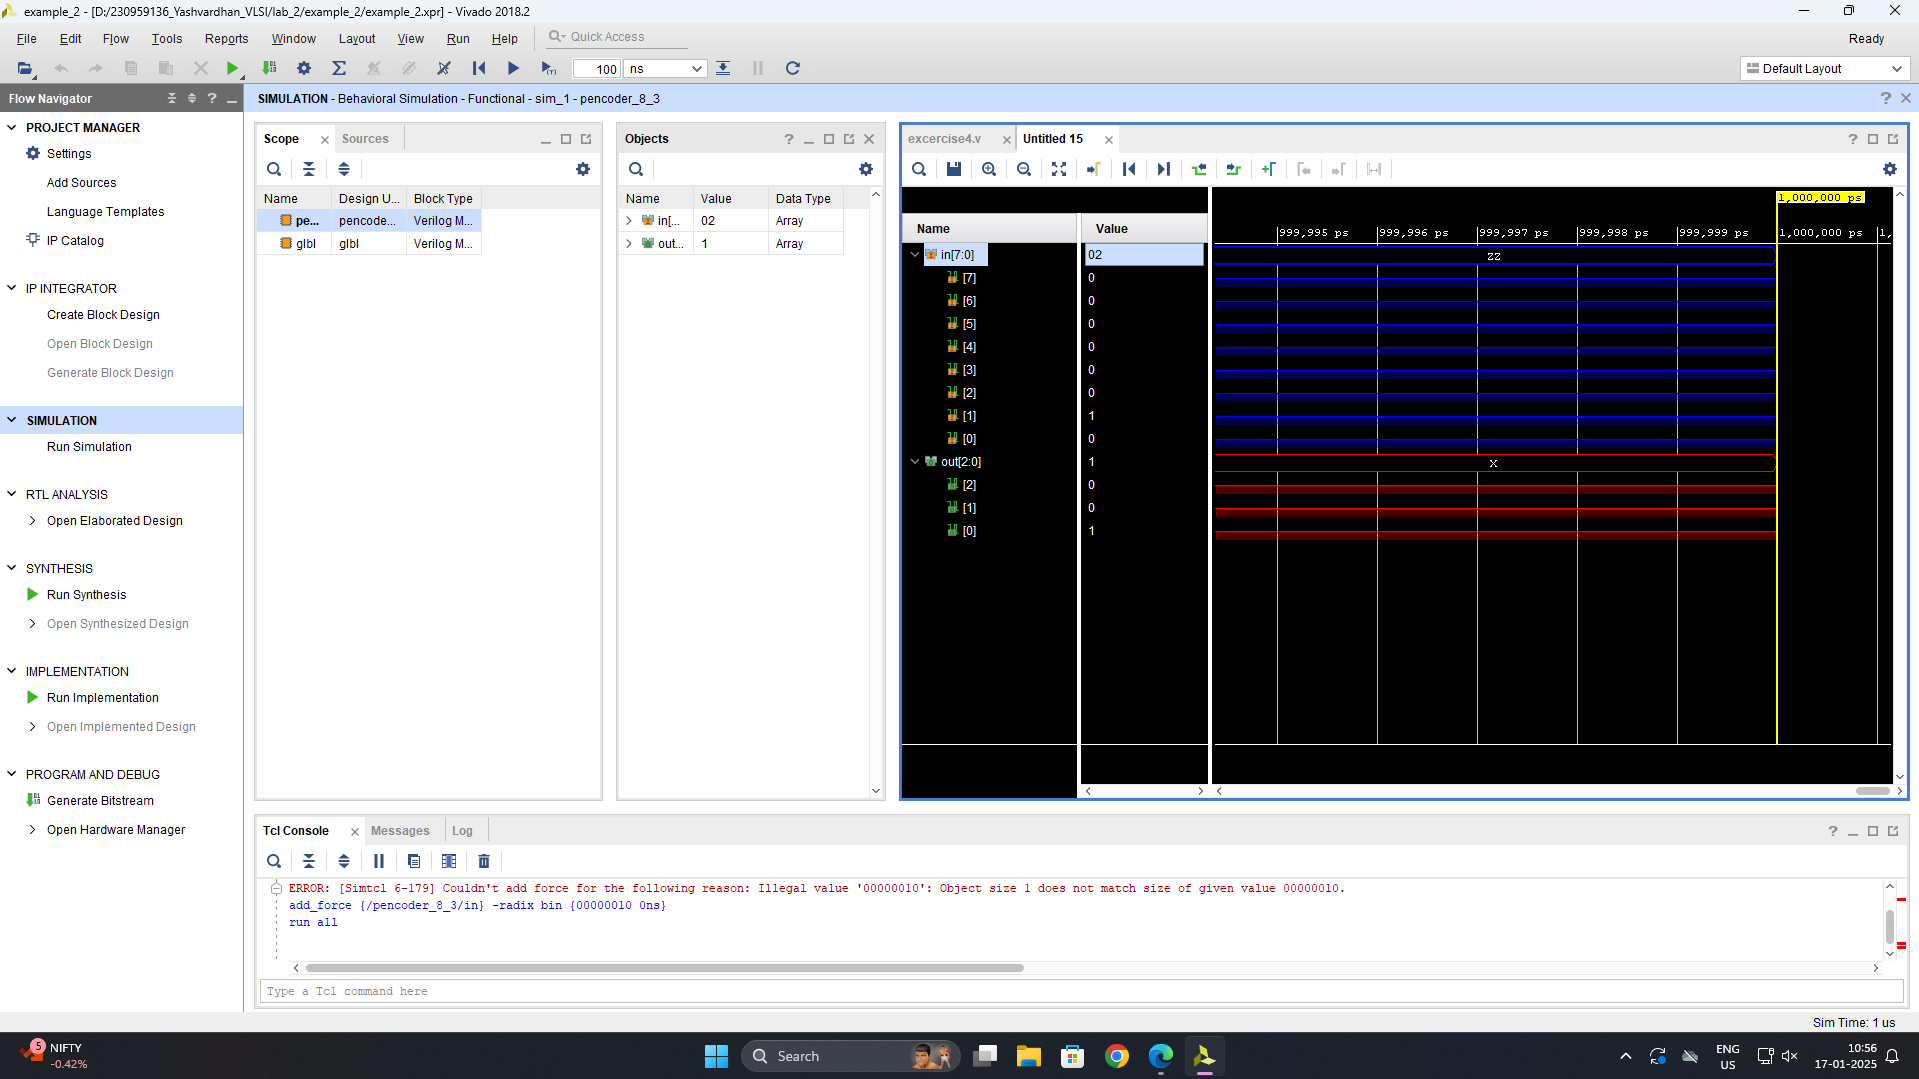 example_2 - [D:/230959136_Yashvardhan_VLSI/lab_2/example_2/example_2.xpr] - Vivado 2018.2
File Edit Flow Tools Reports Window Layout View Run Help
Quick Access
Ready
100 ns
Default Layout
Flow Navigator
SIMULATION - Behavioral Simulation - Functional - sim_1 - pencoder_8_3
PROJECT MANAGER
Settings
Add Sources
Language Templates
IP Catalog
IP INTEGRATOR
Create Block Design
Open Block Design
Generate Block Design
SIMULATION
Run Simulation
RTL ANALYSIS
Open Elaborated Design
SYNTHESIS
Run Synthesis
Open Synthesized Design
IMPLEMENTATION
Run Implementation
Open Implemented Design
PROGRAM AND DEBUG
Generate Bitstream
Open Hardware Manager
Scope Sources
Name Design U... Block Type
pe... pencode... Verilog M...
glbl glbl Verilog M...
Objects
Name Value Data Type
in[... 02 Array
out... 1 Array
excercise4.v Untitled 15
1,000,000 ps
Name Value
999,995 ps 999,996 ps 999,997 ps 999,998 ps 999,999 ps 1,000,000 ps 1,
in[7:0] 02 ZZ
[7] 0
[6] 0
[5] 0
[4] 0
[3] 0
[2] 0
[1] 1
[0] 0
out[2:0] 1 X
[2] 0
[1] 0
[0] 1
Tcl Console Messages Log
ERROR: [Simtcl 6-179] Couldn't add force for the following reason: Illegal value '00000010': Object size 1 does not match size of given value 00000010.
add_force {/pencoder_8_3/in} -radix bin {00000010 0ns}
run all
Type a Tcl command here
Sim Time: 1 us
5
NIFTY
-0.42%
Search
ENG
US
10:56
17-01-2025